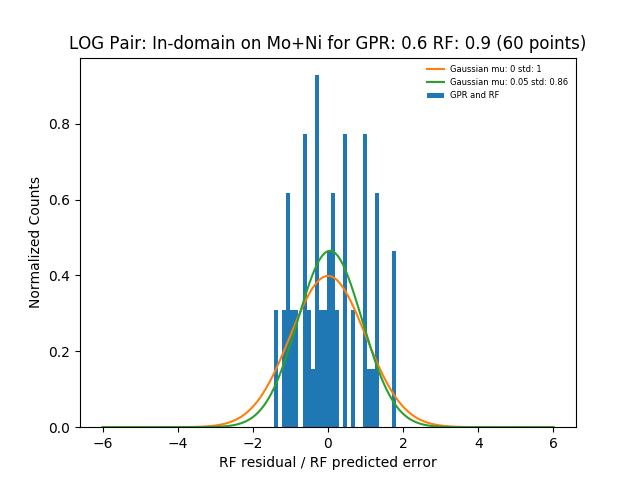 LOG Pair: In-domain on Mo+Ni for GPR: 0.6 RF: 0.9 (60 points)
Gaussian mu: 0 std: 1
Gaussian mu: 0.05 std: 0.86
GPR and RF
Normalized Counts
0.8
0.6
0.4
0.2
0.0
−6 −4 −2 0 2 4 6
RF residual / RF predicted error